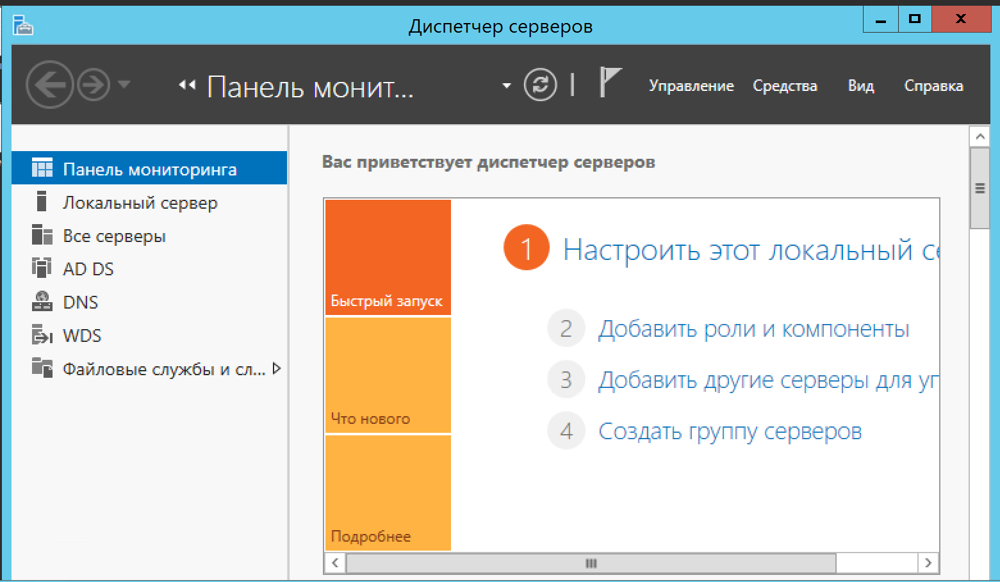 Диспетчер серверов
Панель монит...
Управление
Средства
Вид
Справка
Панель мониторинга
Локальный сервер
Все серверы
AD DS
DNS
WDS
Файловые службы и сл...
Вас приветствует диспетчер серверов
Быстрый запуск
Что нового
Подробнее
1 Настроить этот локальный се
2 Добавить роли и компоненты
3 Добавить другие серверы для уп
4 Создать группу серверов